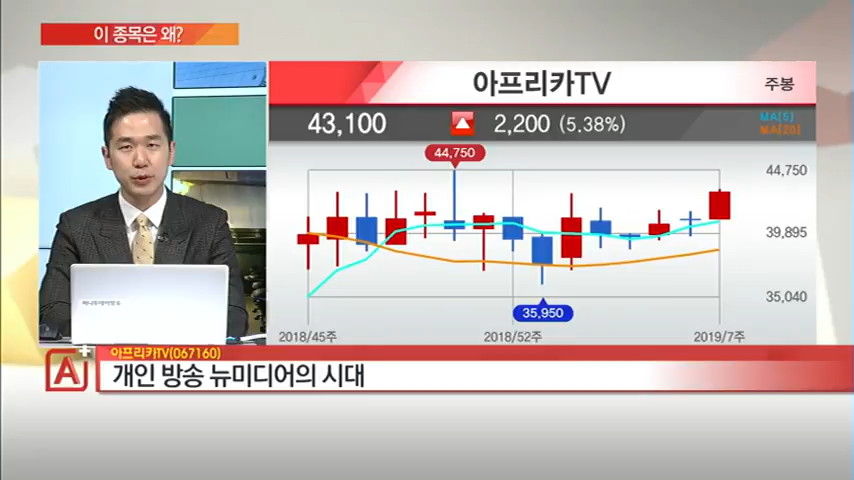 이 종목은 왜?
아프리카TV
주봉
43,100 2,200 (5.38%)
MA[5]
MA[20]
44,750
44,750
39,895
35,040
35,950
2018/45주 2018/52주 2019/7주
A+
아프리카TV(067160)
개인 방송 뉴미디어의 시대